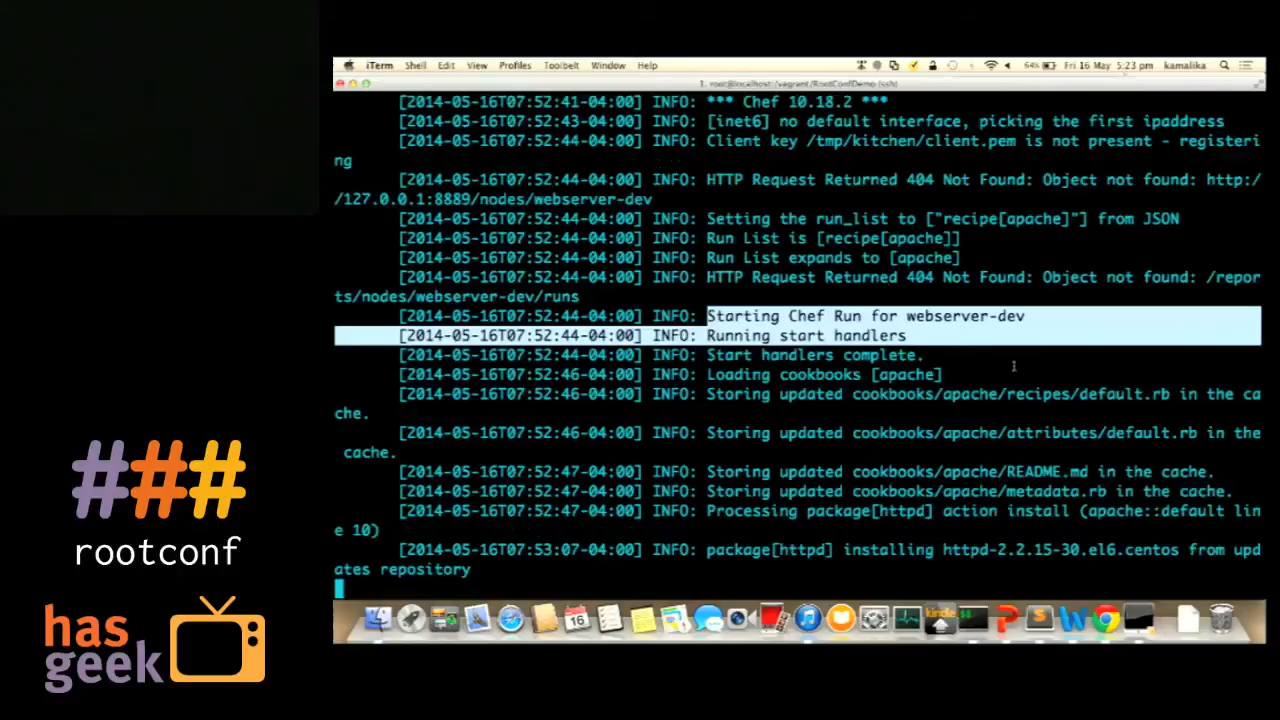 iTerm Shell Edit View Profiles Toolbelt Window Help 54% Fri 16 May 5:23 pm kamalika
1. root@localhost:/vagrant/RootConfDemo (ssh)
[2014-05-16T07:52:41-04:00] INFO: *** Chef 10.18.2 ***
[2014-05-16T07:52:43-04:00] INFO: [inet6] no default interface, picking the first ipaddress
[2014-05-16T07:52:44-04:00] INFO: Client key /tmp/kitchen/client.pem is not present - registeri
ng
[2014-05-16T07:52:44-04:00] INFO: HTTP Request Returned 404 Not Found: Object not found: http:/
/127.0.0.1:8889/nodes/webserver-dev
[2014-05-16T07:52:44-04:00] INFO: Setting the run_list to ["recipe[apache]"] from JSON
[2014-05-16T07:52:44-04:00] INFO: Run List is [recipe[apache]]
[2014-05-16T07:52:44-04:00] INFO: Run List expands to [apache]
[2014-05-16T07:52:44-04:00] INFO: HTTP Request Returned 404 Not Found: Object not found: /repor
ts/nodes/webserver-dev/runs
[2014-05-16T07:52:44-04:00] INFO: Starting Chef Run for webserver-dev
[2014-05-16T07:52:44-04:00] INFO: Running start handlers
[2014-05-16T07:52:44-04:00] INFO: Start handlers complete.
[2014-05-16T07:52:46-04:00] INFO: Loading cookbooks [apache]
[2014-05-16T07:52:46-04:00] INFO: Storing updated cookbooks/apache/recipes/default.rb in the ca
che.
[2014-05-16T07:52:46-04:00] INFO: Storing updated cookbooks/apache/attributes/default.rb in the
cache.
[2014-05-16T07:52:47-04:00] INFO: Storing updated cookbooks/apache/README.md in the cache.
[2014-05-16T07:52:47-04:00] INFO: Storing updated cookbooks/apache/metadata.rb in the cache.
[2014-05-16T07:52:47-04:00] INFO: Processing package[httpd] action install (apache::default lin
e 10)
[2014-05-16T07:53:07-04:00] INFO: package[httpd] installing httpd-2.2.15-30.el6.centos from upd
ates repository
###
rootconf
has
geek
16
kindle